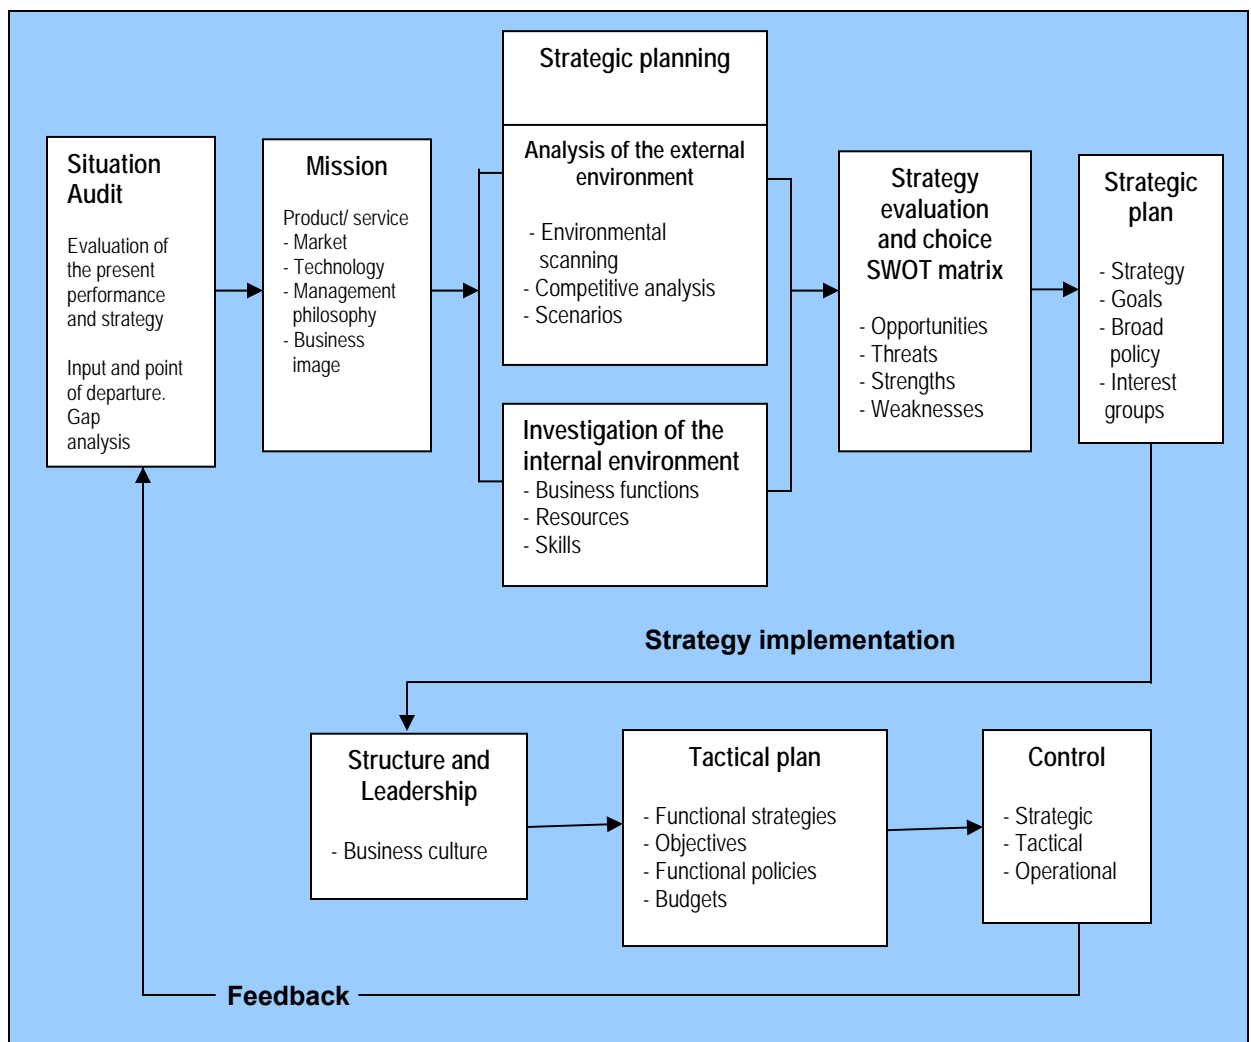 Strategic planning
Situation
Audit
Evaluation of
the present
performance
and strategy
Input and point
of departure.
Gap
analysis
Mission
Product/ service
- Market
- Technology
- Management
philosophy
- Business
image
Analysis of the external
environment
- Environmental
scanning
- Competitive analysis
- Scenarios
Investigation of the
internal environment
- Business functions
- Resources
- Skills
Strategy
evaluation
and choice
SWOT matrix
- Opportunities
- Threats
- Strengths
- Weaknesses
Strategic
plan
- Strategy
- Goals
- Broad
policy
- Interest
groups
Strategy implementation
Structure and
Leadership
- Business culture
Tactical plan
- Functional strategies
- Objectives
- Functional policies
- Budgets
Control
- Strategic
- Tactical
- Operational
Feedback